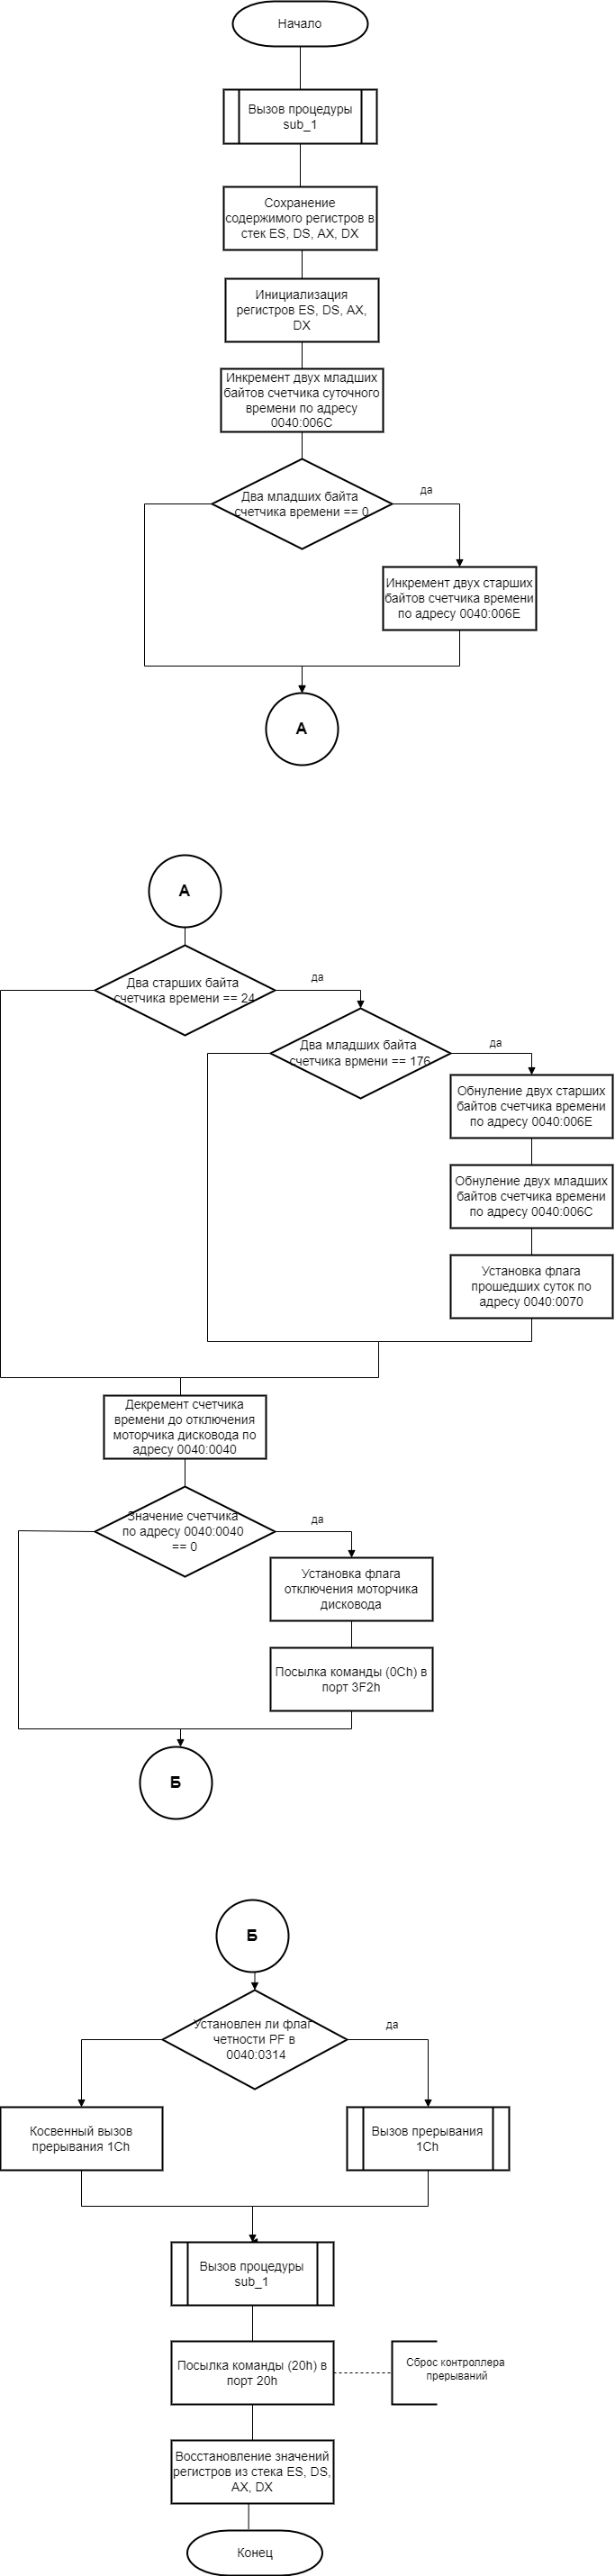 Начало
Вызов процедуры
sub_1
Сохранение
содержимого регистров в
стек ES, DS, AX, DX
Инициализация
регистров ES, DS, AX,
DX
Инкремент двух младших
байтов счетчика суточного
времени по адресу
0040:006C
Два младших байта
счетчика времени == 0
да
Инкремент двух старших
байтов счетчика времени
по адресу 0040:006E
А
А
Два старших байта
счетчика времени == 24
да
Два младших байта
счетчика врмени == 176
да
Обнуление двух старших
байтов счетчика времени
по адресу 0040:006E
Обнуление двух младших
байтов счетчика времени
по адресу 0040:006C
Установка флага
прошедших суток по
адресу 0040:0070
Декремент счетчика
времени до отключения
моторчика дисковода по
адресу 0040:0040
Значение счетчика
по адресу 0040:0040
== 0
да
Установка флага
отключения моторчика
дисковода
Посылка команды (0Ch) в
порт 3F2h
Б
Б
Установлен ли флаг
четности PF в
0040:0314
да
Косвенный вызов
прерывания 1Ch
Вызов прерывания
1Ch
Вызов процедуры
sub_1
Посылка команды (20h) в
порт 20h
Сброс контроллера
прерываний
Восстановление значений
регистров из стека ES, DS,
AX, DX
Конец